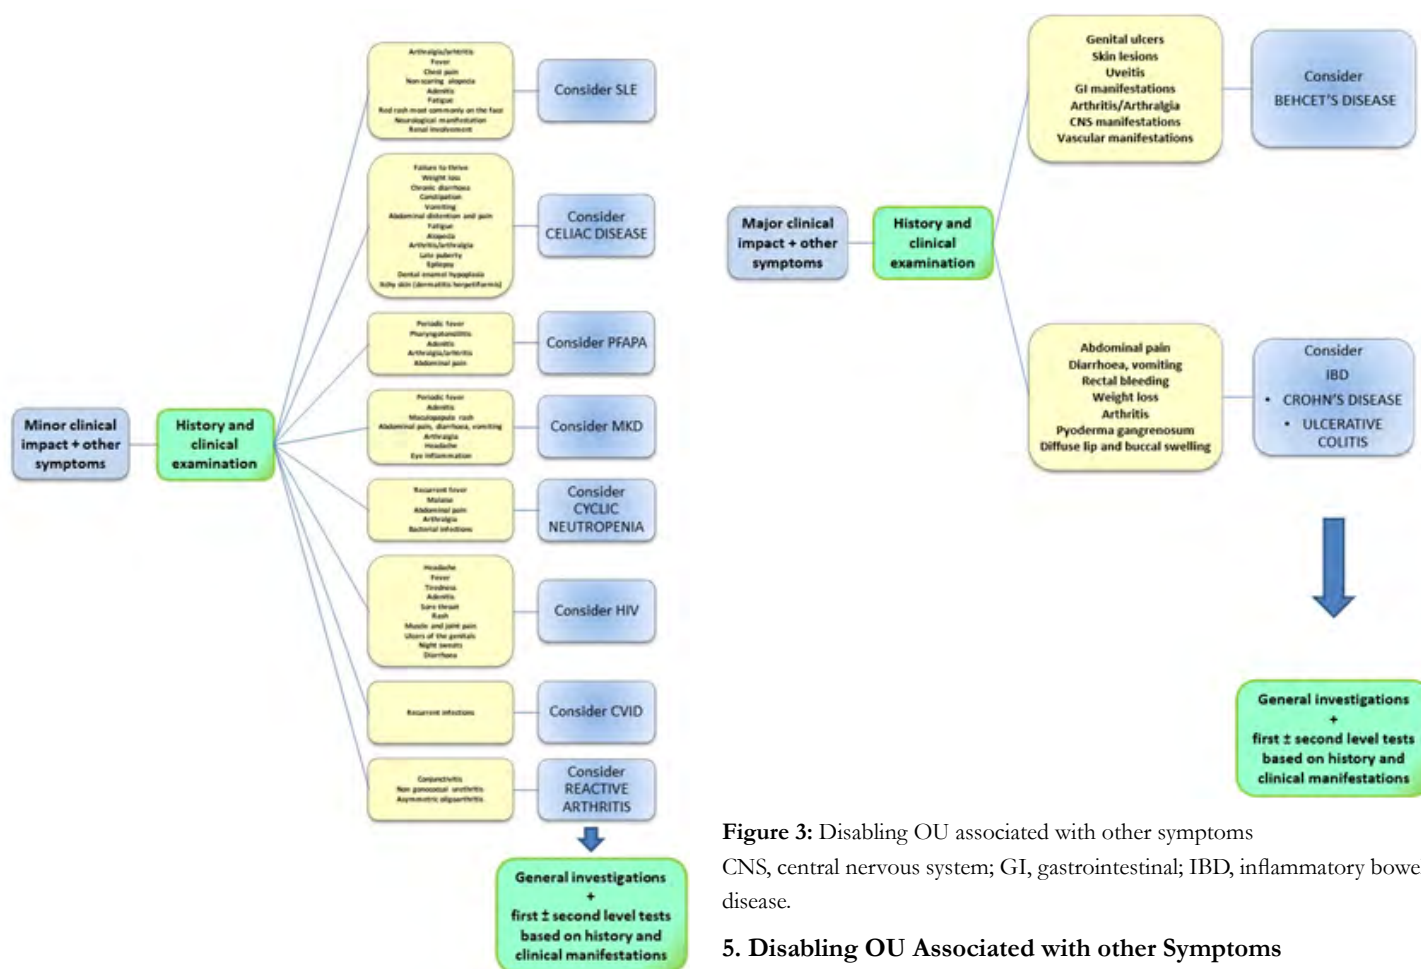 Minor clinical
impact + other
symptoms
History and
clinical
examination
Arthralgia/arhtritis
Fever
Chest pain
Non scaring alopecia
Adenitis
Fatigue
Red rash most commonly on the face
Neurological manifestation
Renal involvement
Consider SLE
Failure to thrive
Weight loss
Chronic diarrhoea
Constipation
Vomiting
Abdominal distention and pain
Fatigue
Alopecia
Arthritis/arthralgia
Late puberty
Epilepsy
Dental enamel hypoplasia
Itchy skin (dermatitis herpetiformis)
Consider
CELIAC DISEASE
Periodic fever
Pharyngotonsillitis
Adenitis
Arthralgia/arhtritis
Abdominal pain
Consider PFAPA
Periodic fever
Adenitis
Maculopapula rash
Abdominal pain, diarrhoea, vomiting
Arthralgia
Headache
Eye inflammation
Consider MKD
Recurrent fever
Malaise
Abdominal pain
Arthralgia
Bacterial infections
Consider
CYCLIC
NEUTROPENIA
Headache
Fever
Tiredness
Adenitis
Sore throat
Rash
Muscle and joint pain
Ulcers of the genitals
Night sweats
Diarrhoea
Consider HIV
Recurrent infections
Consider CVID
Conjunctivitis
Non gonococcal urethritis
Asymmetric oligoarthritis
Consider
REACTIVE
ARTHRITIS
General investigations
+
first ± second level tests
based on history and
clinical manifestations
Major clinical
impact + other
symptoms
History and
clinical
examination
Genital ulcers
Skin lesions
Uveitis
GI manifestations
Arthritis/Arthralgia
CNS manifestations
Vascular manifestations
Consider
BEHCET'S DISEASE
Abdominal pain
Diarrhoea, vomiting
Rectal bleeding
Weight loss
Arthritis
Pyoderma gangrenosum
Diffuse lip and buccal swelling
Consider
IBD
• CROHN'S DISEASE
• ULCERATIVE
COLITIS
General investigations
+
first ± second level tests
based on history and
clinical manifestations
Figure 3: Disabling OU associated with other symptoms
CNS, central nervous system; GI, gastrointestinal; IBD, inflammatory bowe
disease.
5. Disabling OU Associated with other Symptoms